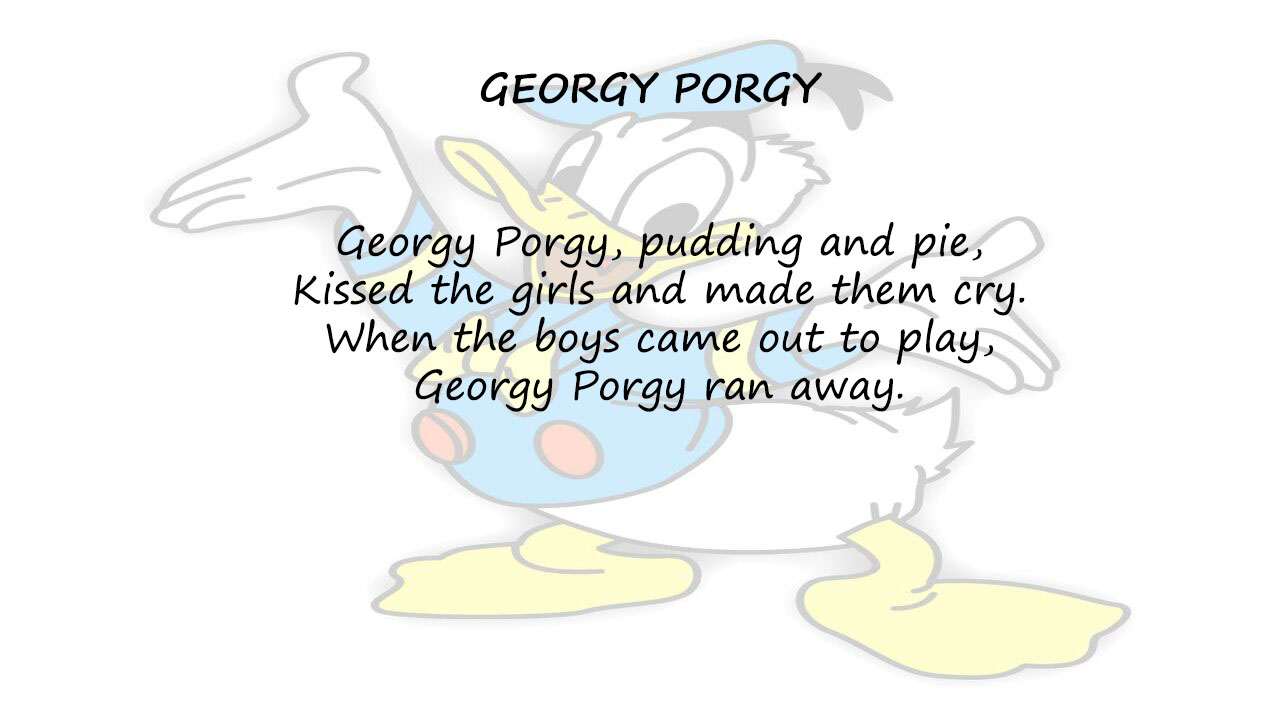 GEORGY PORGY
Georgy Porgy, pudding and pie,
Kissed the girls and made them cry.
When the boys came out to play,
Georgy Porgy ran away.